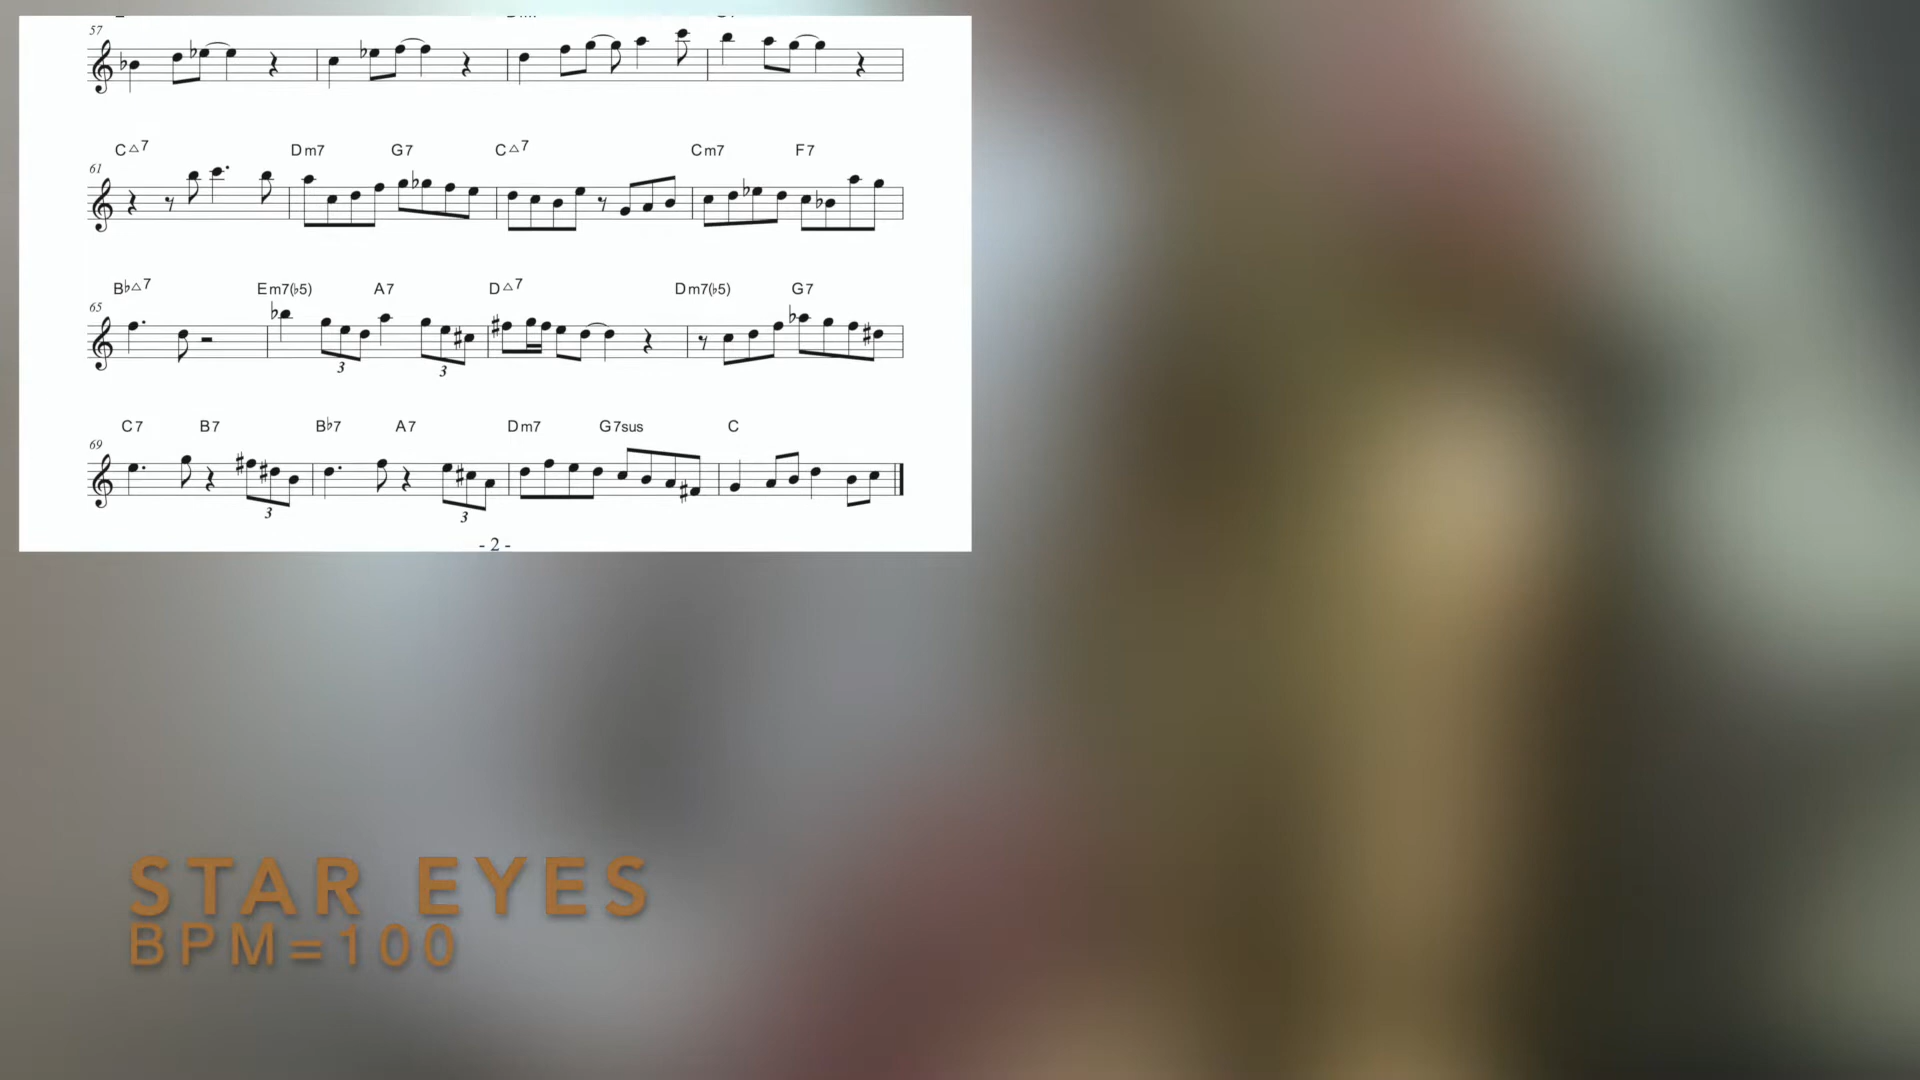 57
C△7 Dm7 G7 C△7 Cm7 F7
61
B♭△7 Em7(♭5) A7 D△7 Dm7(♭5) G7
65
3 3
C7 B7 B♭7 A7 Dm7 G7sus C
69
3 3
- 2 -
STAR EYES
BPM=100